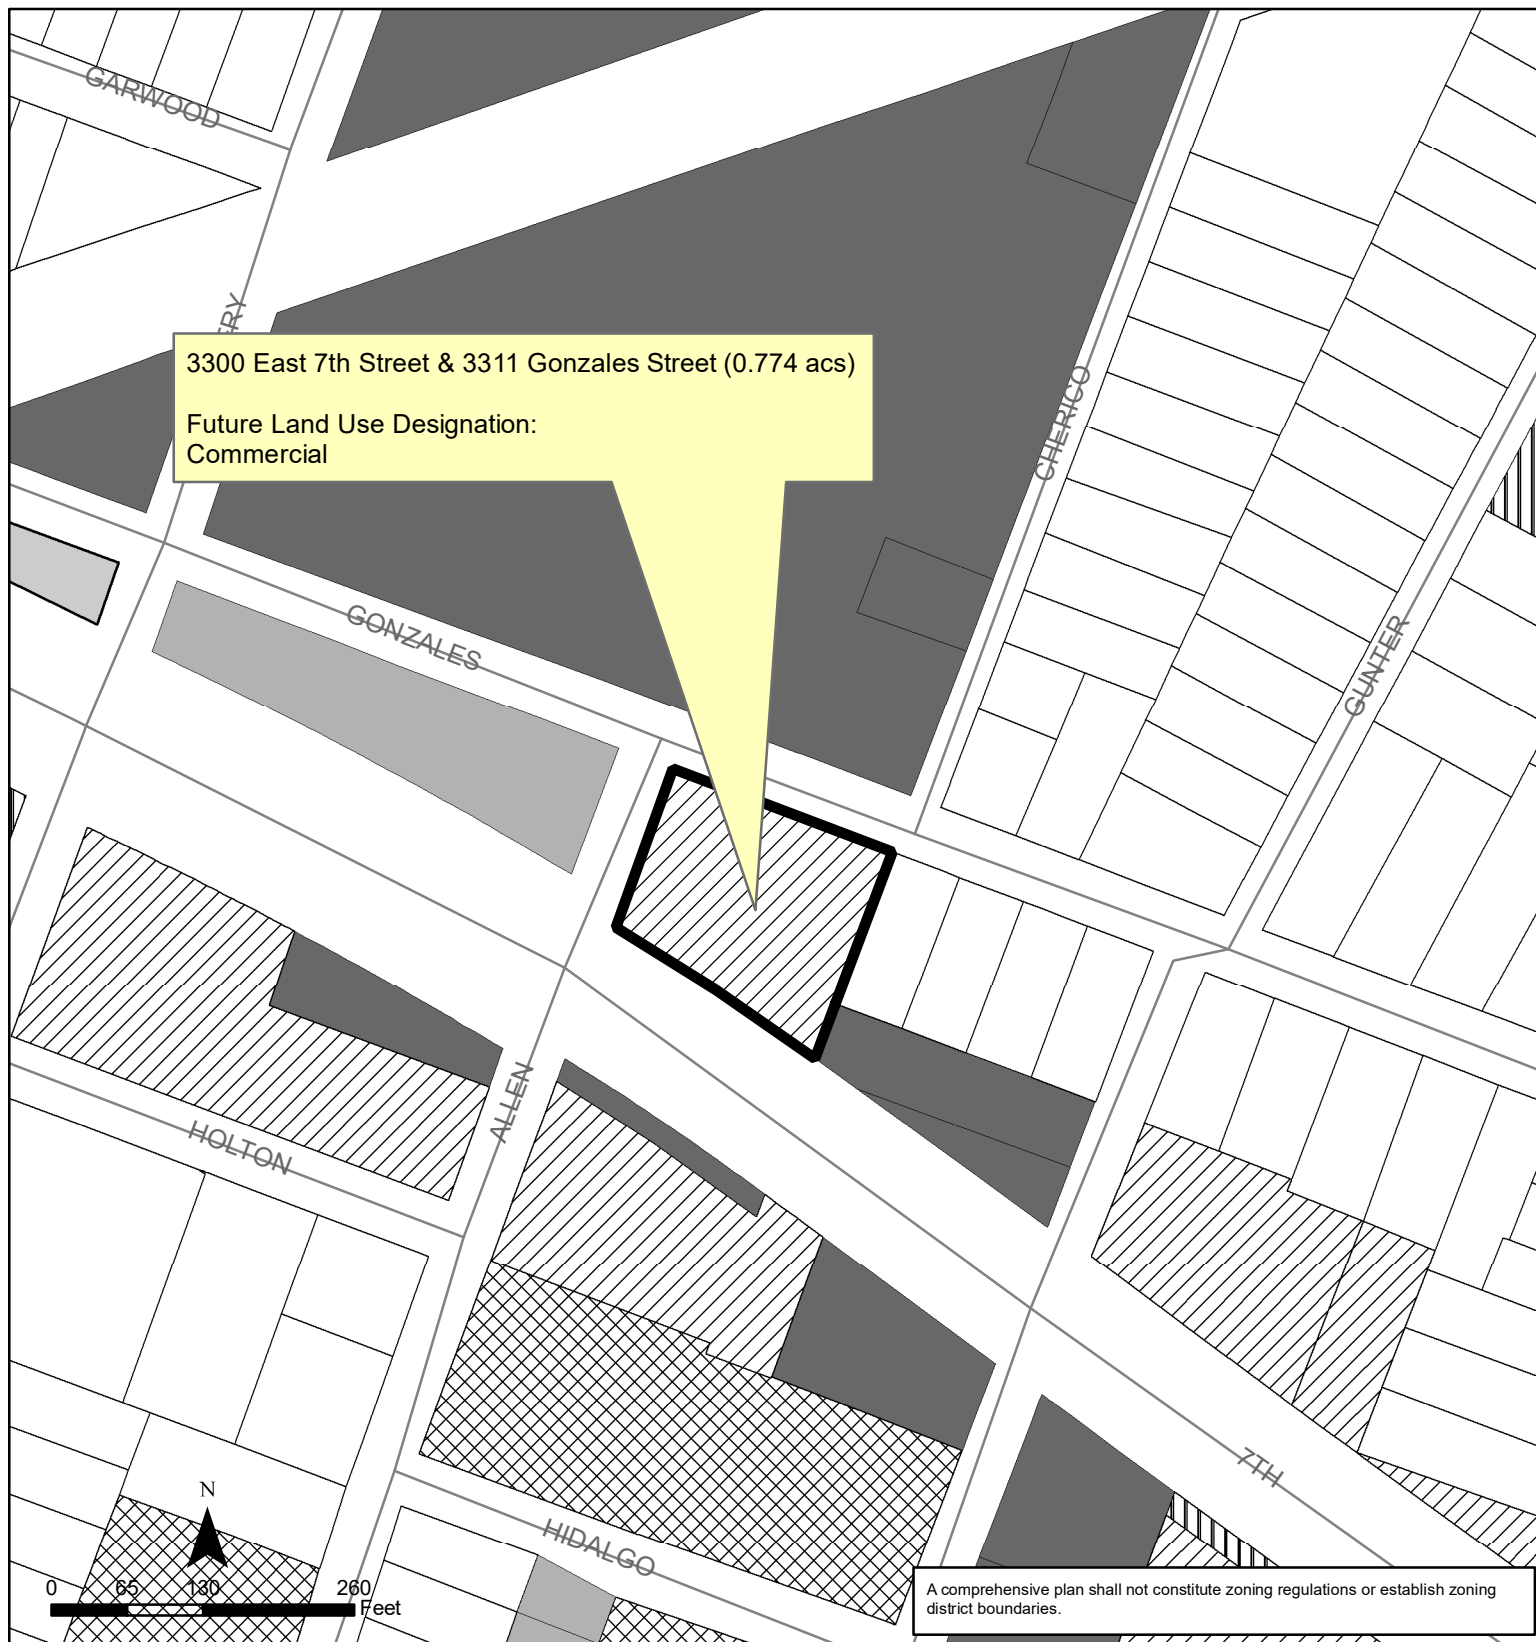 GARWOOD
ERY
3300 East 7th Street & 3311 Gonzales Street (0.774 acs)
Future Land Use Designation:
Commercial
CHERICO
GONZALES
GUNTER
ALLEN
HOLTON
7TH
HIDALGO
N
0 65 130 260
Feet
A comprehensive plan shall not constitute zoning regulations or establish zoning
district boundaries.